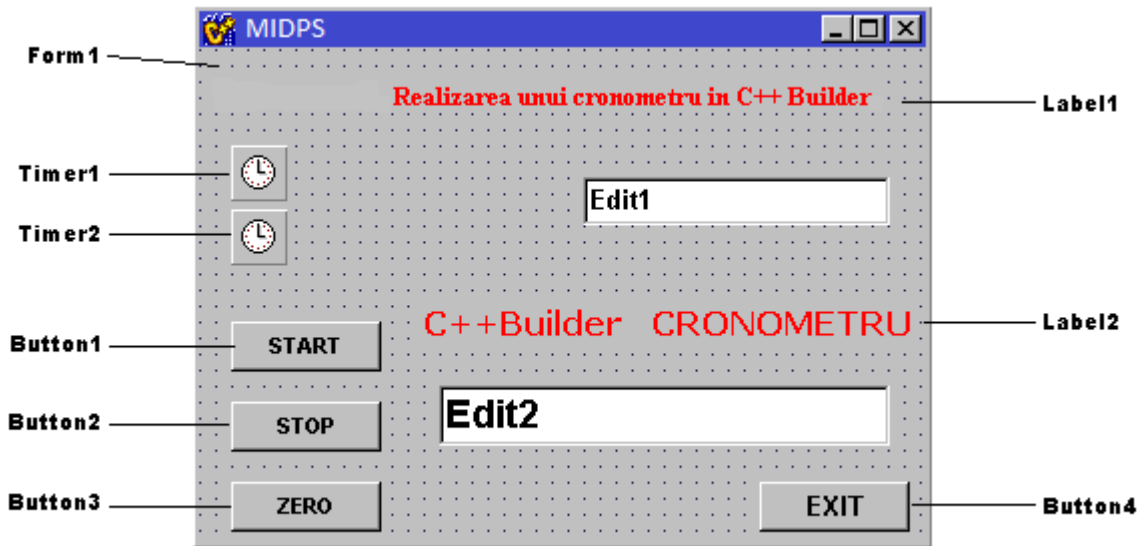 MIDPS
Form1
Realizarea unui cronometru in C++ Builder
Label1
Timer1
Edit1
Timer2
C++Builder CRONOMETRU
Label2
Button1
START
Edit2
Button2
STOP
Button3
ZERO
EXIT
Button4